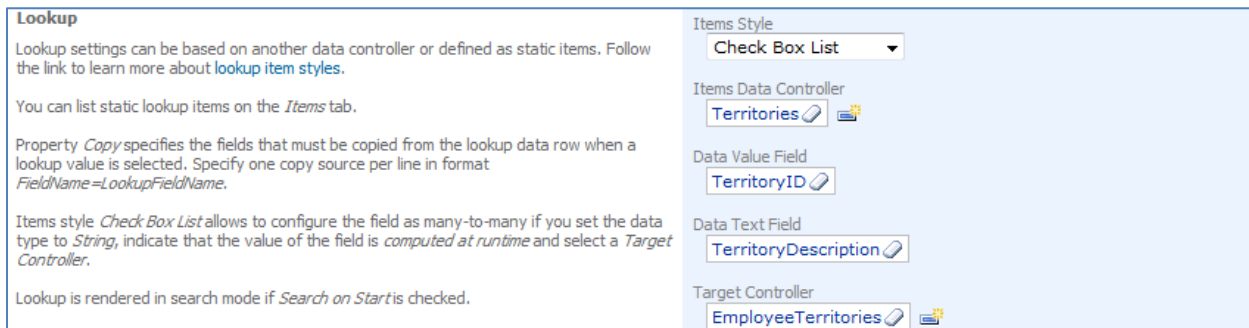 Lookup
Lookup settings can be based on another data controller or defined as static items. Follow
the link to learn more about lookup item styles.
You can list static lookup items on the Items tab.
Property Copy specifies the fields that must be copied from the lookup data row when a
lookup value is selected. Specify one copy source per line in format
FieldName=LookupFieldName.
Items style Check Box List allows to configure the field as many-to-many if you set the data
type to String, indicate that the value of the field is computed at runtime and select a Target
Controller.
Lookup is rendered in search mode if Search on Start is checked.
Items Style
Check Box List
Items Data Controller
Territories
Data Value Field
TerritoryID
Data Text Field
TerritoryDescription
Target Controller
EmployeeTerritories